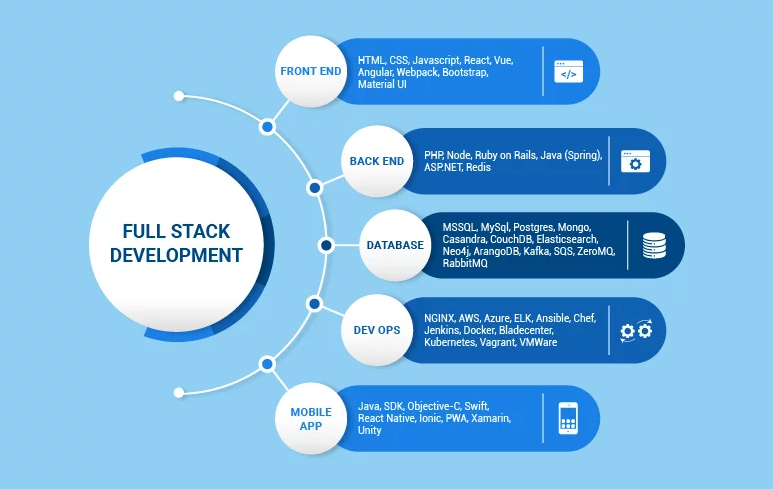 FULL STACK
DEVELOPMENT
FRONT END
HTML, CSS, Javascript, React, Vue,
Angular, Webpack, Bootstrap,
Material UI
</>
BACK END
PHP, Node, Ruby on Rails, Java (Spring),
ASP.NET, Redis
DATABASE
MSSQL, MySql, Postgres, Mongo,
Casandra, CouchDB, Elasticsearch,
Neo4j, ArangoDB, Kafka, SQS, ZeroMQ,
RabbitMQ
DEV OPS
NGINX, AWS, Azure, ELK, Ansible, Chef,
Jenkins, Docker, Bladecenter,
Kubernetes, Vagrant, VMWare
MOBILE
APP
Java, SDK, Objective-C, Swift,
React Native, Ionic, PWA, Xamarin,
Unity